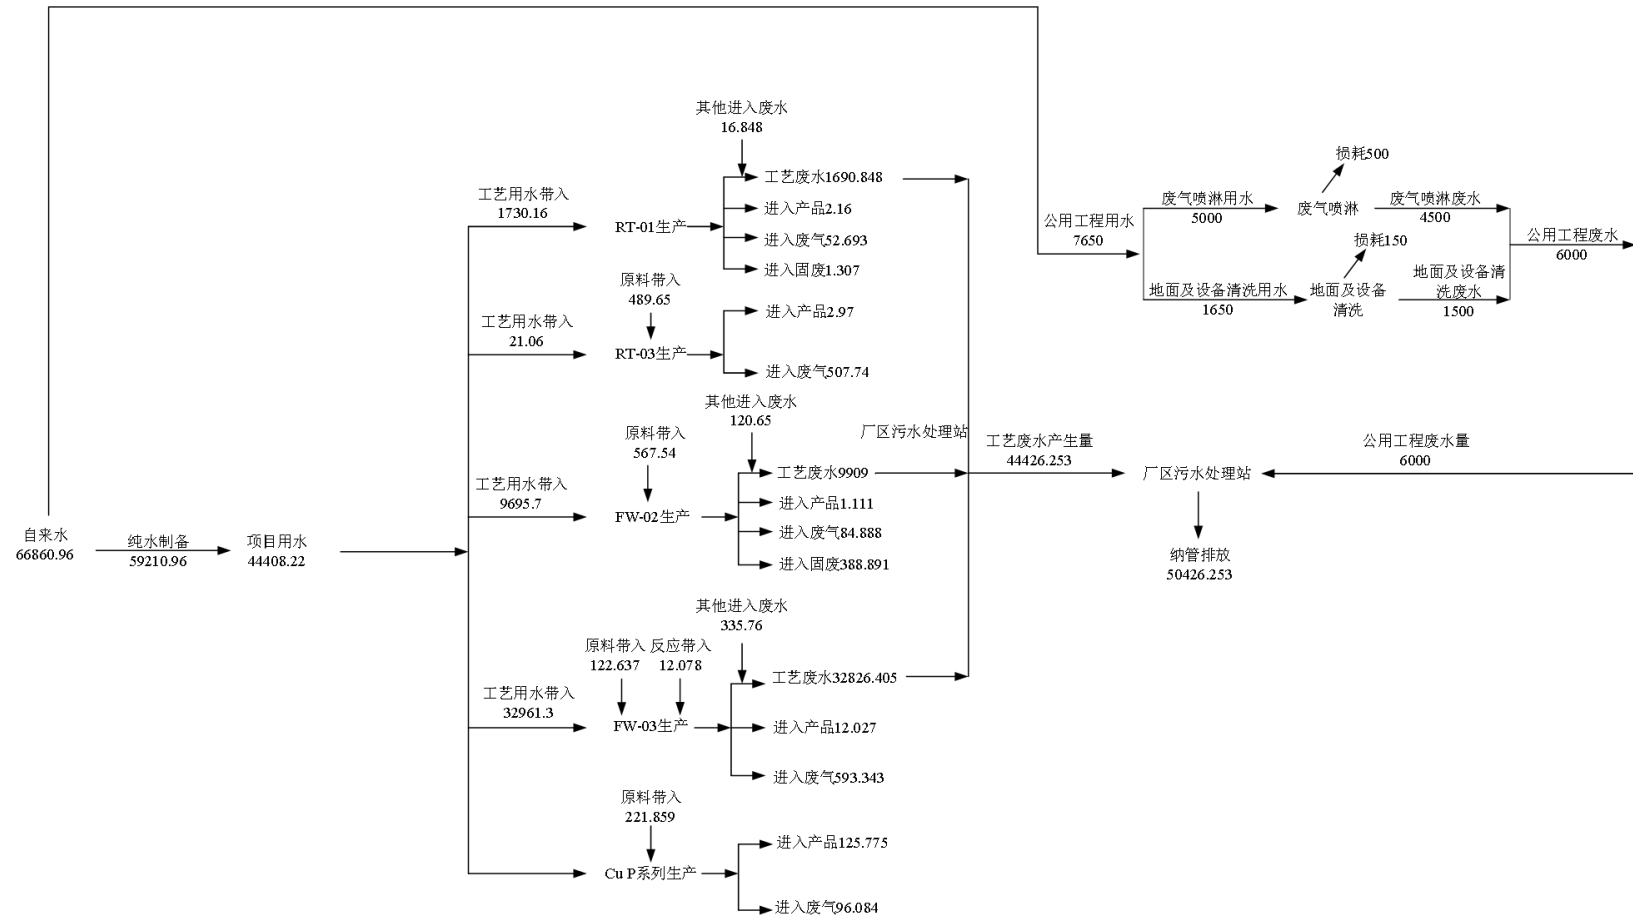 其他进入废水
16.848
工艺用水带入
1730.16
RT-01生产
工艺废水1690.848
进入产品2.16
进入废气52.693
进入固废1.307
原料带入
489.65
工艺用水带入
21.06
RT-03生产
进入产品2.97
进入废气507.74
其他进入废水
120.65
原料带入
567.54
工艺用水带入
9695.7
FW-02生产
工艺废水9909
进入产品1.111
进入废气84.888
进入固废388.891
自来水
66860.96
纯水制备
59210.96
项目用水
44408.22
其他进入废水
335.76
原料带入
122.637
反应带入
12.078
工艺用水带入
32961.3
FW-03生产
工艺废水32826.405
进入产品12.027
进入废气593.343
原料带入
221.859
Cu P系列生产
进入产品125.775
进入废气96.084
公用工程用水
7650
废气喷淋用水
5000
损耗500
废气喷淋
废气喷淋废水
4500
损耗150
地面及设备清洗用水
1650
地面及设备
清洗
地面及设备清
洗废水
1500
公用工程废水
6000
厂区污水处理站
工艺废水产生量
44426.253
厂区污水处理站
公用工程废水量
6000
纳管排放
50426.253